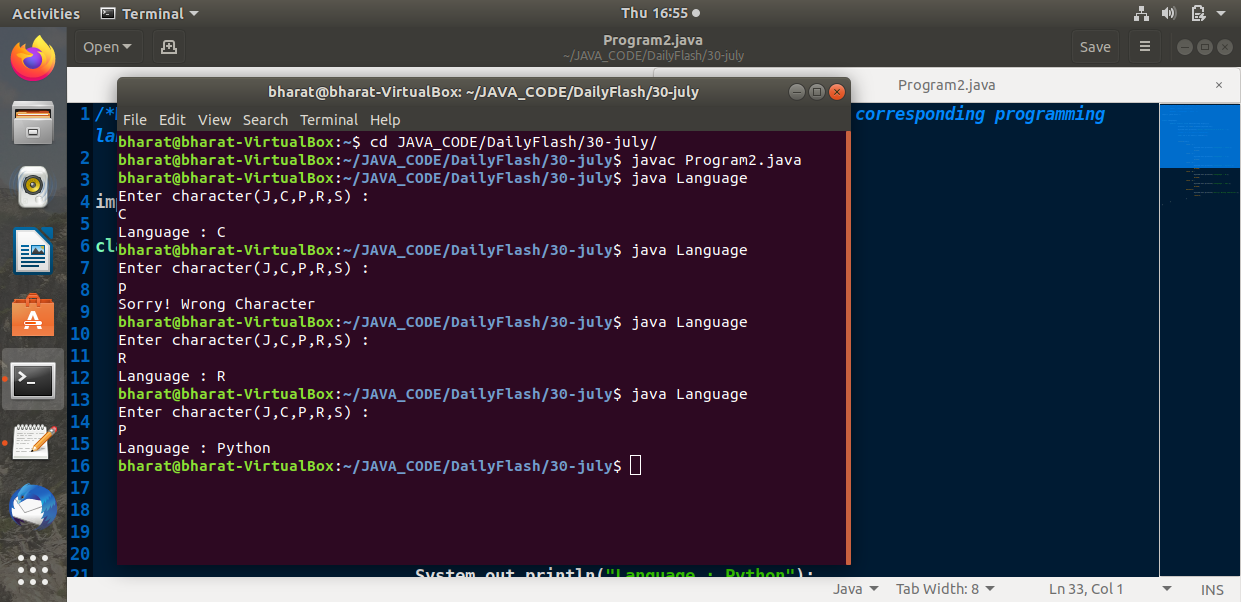 Activities Terminal Thu 16:55
Open Program2.java Save
~/JAVA_CODE/DailyFlash/30-july
Program2.java ×
bharat@bharat-VirtualBox: ~/JAVA_CODE/DailyFlash/30-july
File Edit View Search Terminal Help
1 /* corresponding programming
la
2
3
4 im
5
6 cl
7
8
9
10
11
12
13
14
15
16
17
18
19
20
21 System.out.println("Language : Python");
bharat@bharat-VirtualBox:~$ cd JAVA_CODE/DailyFlash/30-july/
bharat@bharat-VirtualBox:~/JAVA_CODE/DailyFlash/30-july$ javac Program2.java
bharat@bharat-VirtualBox:~/JAVA_CODE/DailyFlash/30-july$ java Language
Enter character(J,C,P,R,S) :
C
Language : C
bharat@bharat-VirtualBox:~/JAVA_CODE/DailyFlash/30-july$ java Language
Enter character(J,C,P,R,S) :
p
Sorry! Wrong Character
bharat@bharat-VirtualBox:~/JAVA_CODE/DailyFlash/30-july$ java Language
Enter character(J,C,P,R,S) :
R
Language : R
bharat@bharat-VirtualBox:~/JAVA_CODE/DailyFlash/30-july$ java Language
Enter character(J,C,P,R,S) :
P
Language : Python
bharat@bharat-VirtualBox:~/JAVA_CODE/DailyFlash/30-july$
Java Tab Width: 8 Ln 33, Col 1 INS